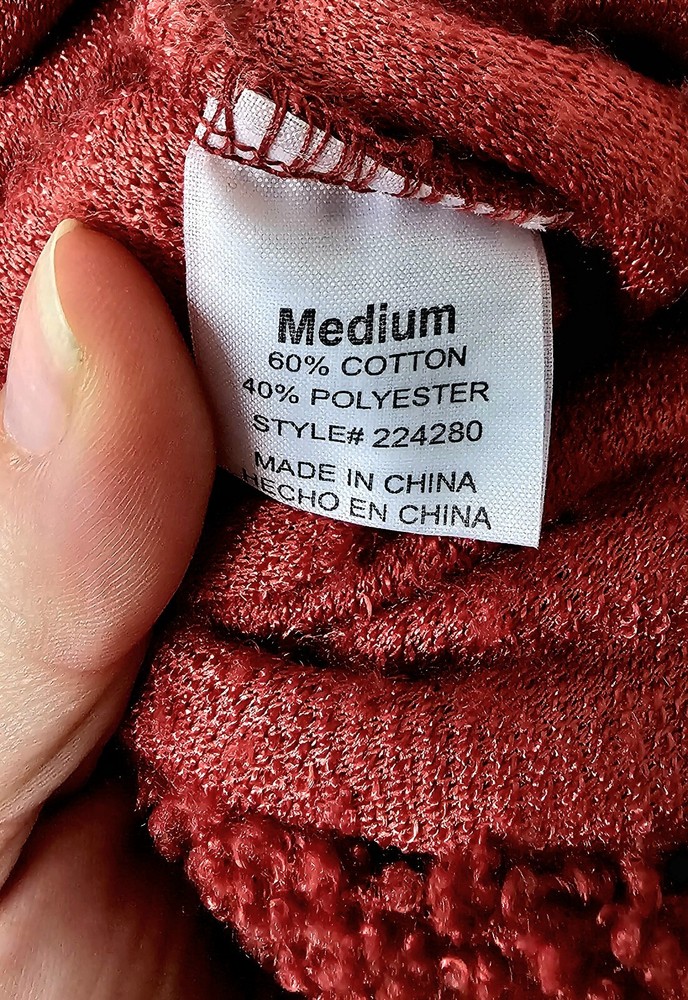 Medium
60% COTTON
40% POLYESTER
STYLE# 224280
MADE IN CHINA
HECHO EN CHINA